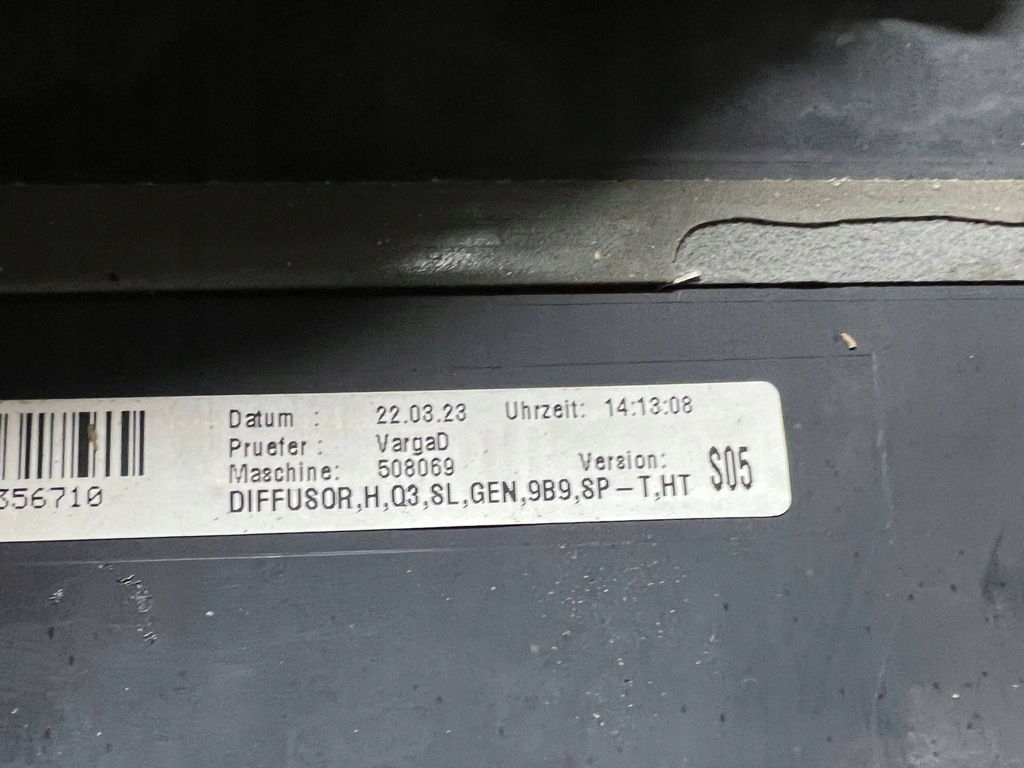 Datum : 22.03.23 Uhrzeit: 14:13:08
Pruefer : VargaD
Maschine: 508069 Version: S05
356710
DIFFUSOR,H,Q3,SL,GEN,9B9,SP-T,HT